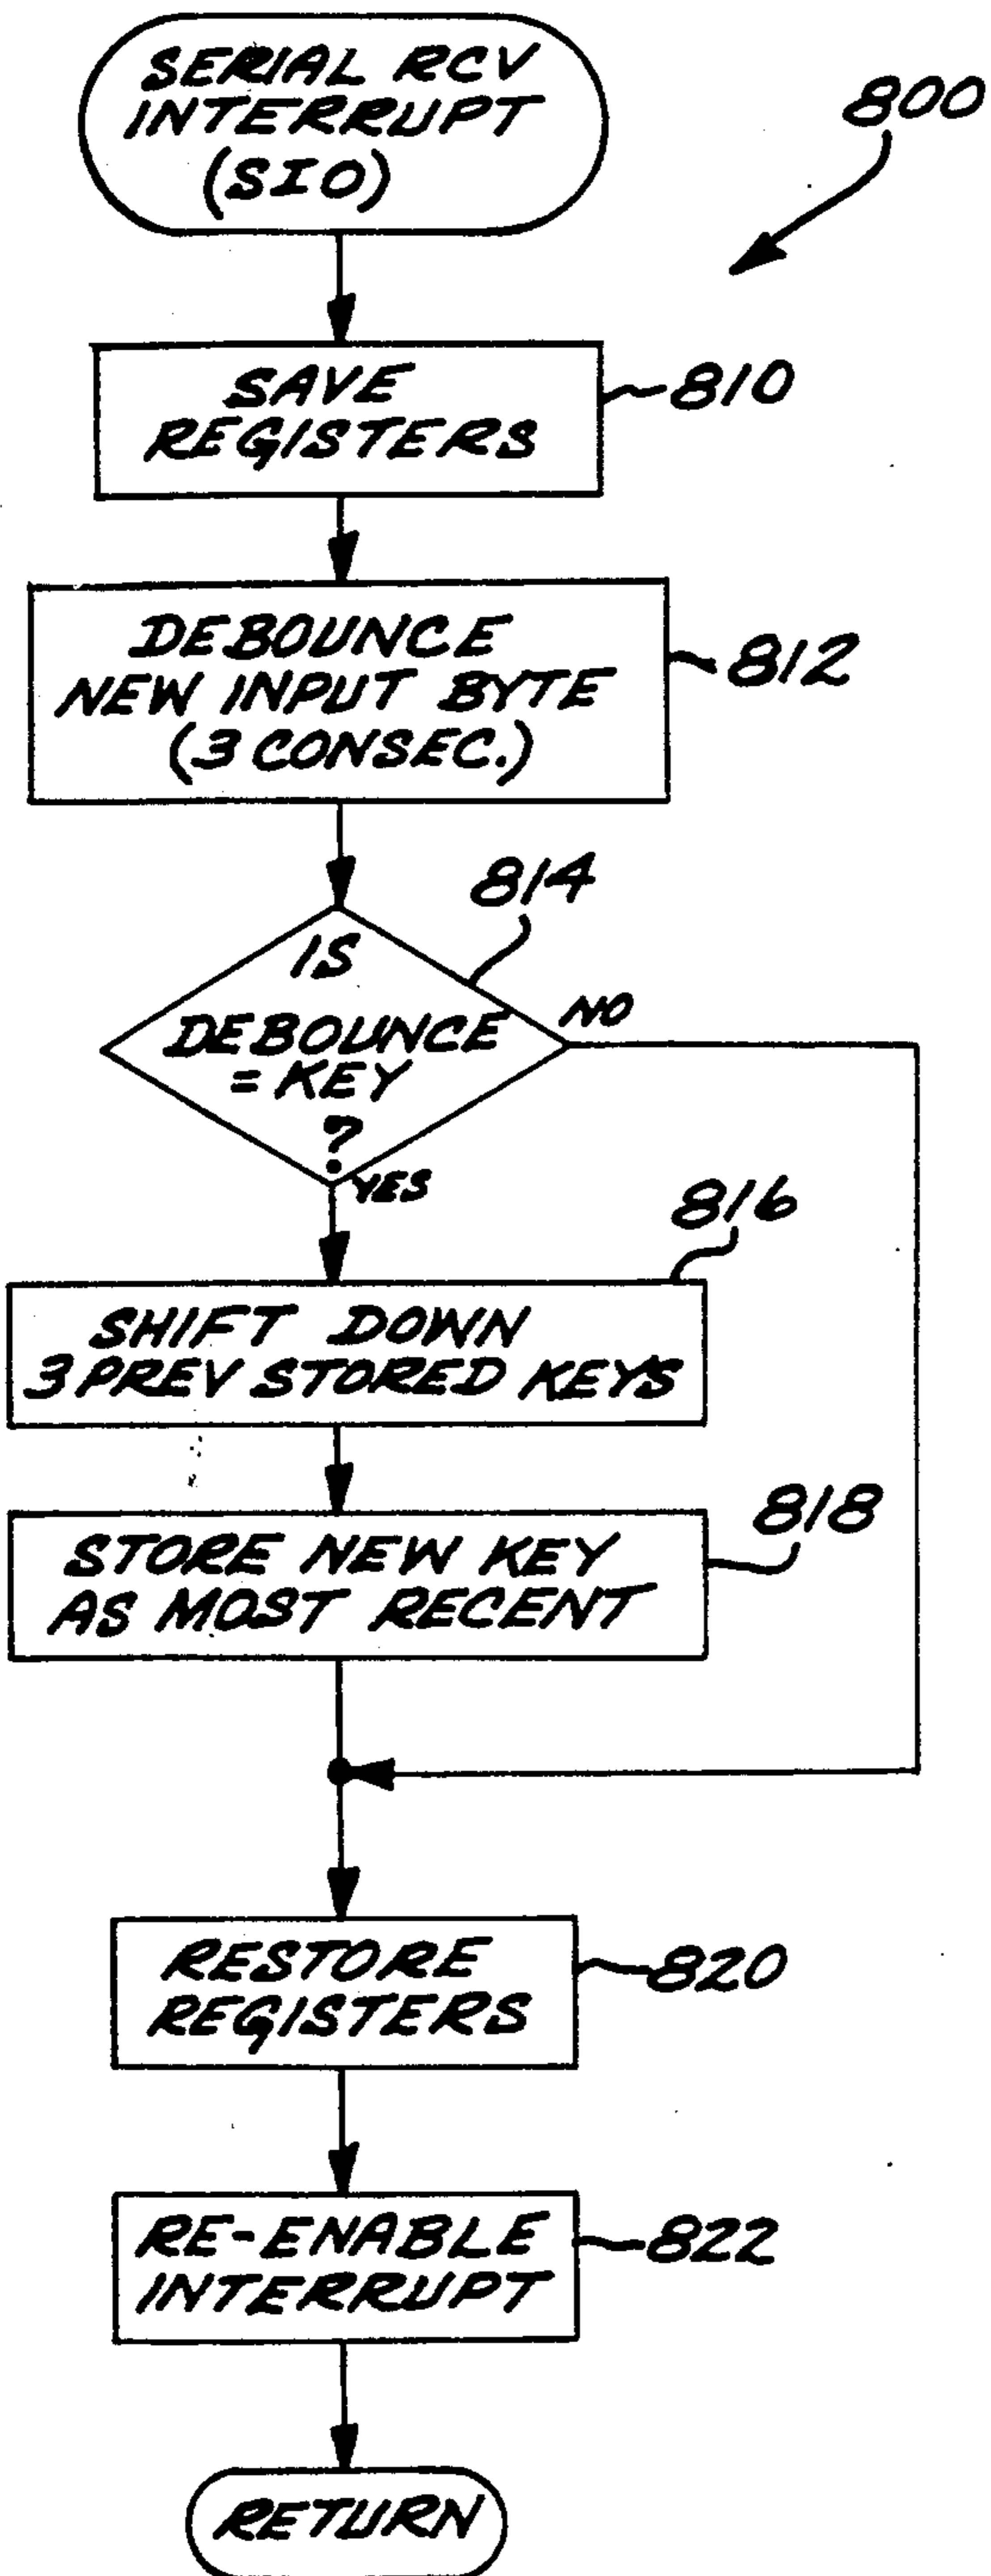 SERIAL RCV
INTERRUPT
(SIO)
800
SAVE
REGISTERS
810
DEBOUNCE
NEW INPUT BYTE
(3 CONSEC.)
812
814
IS
DEBOUNCE
= KEY
?
NO
YES
816
SHIFT DOWN
3 PREV STORED KEYS
818
STORE NEW KEY
AS MOST RECENT
RESTORE
REGISTERS
820
RE-ENABLE
INTERRUPT
822
RETURN